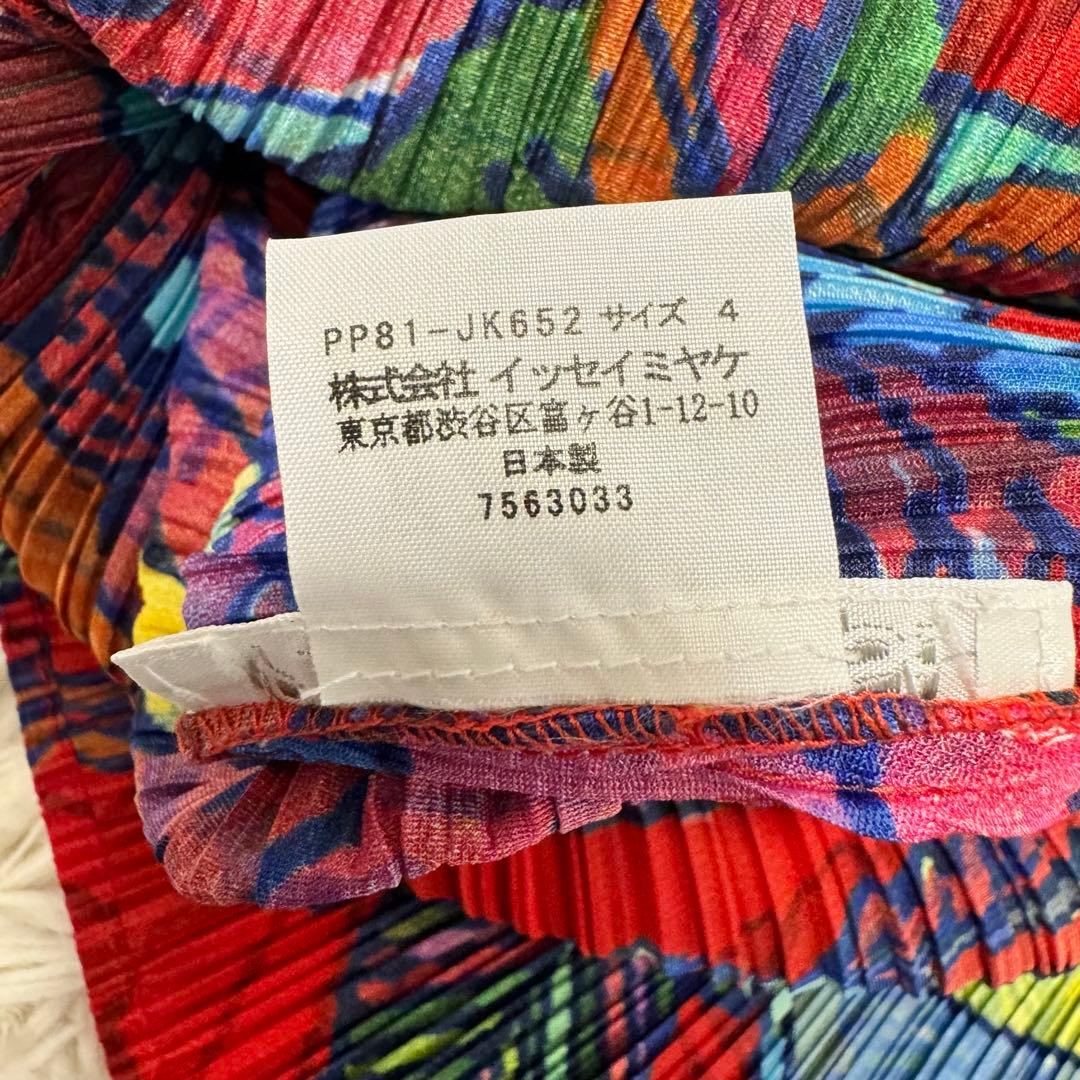 PP81-JK652 サイズ 4
株式会社 イッセイミヤケ
東京都渋谷区富ヶ谷1-12-10
日本製
7563033